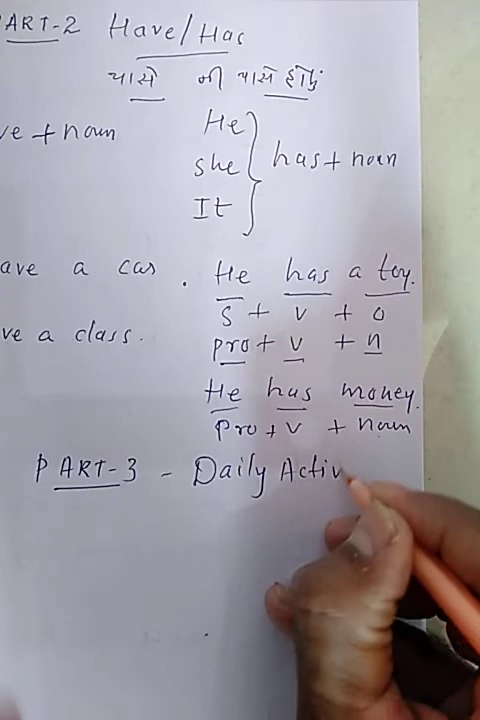 PART-2 Have/Has
यासे नी यासे
ve + noun
He
she
It
has + noun
ave a car. He has a toy.
S + v + o
ve a class.
pro + v + n
He has money.
Pro + v + noun
PART-3 - Daily Activ